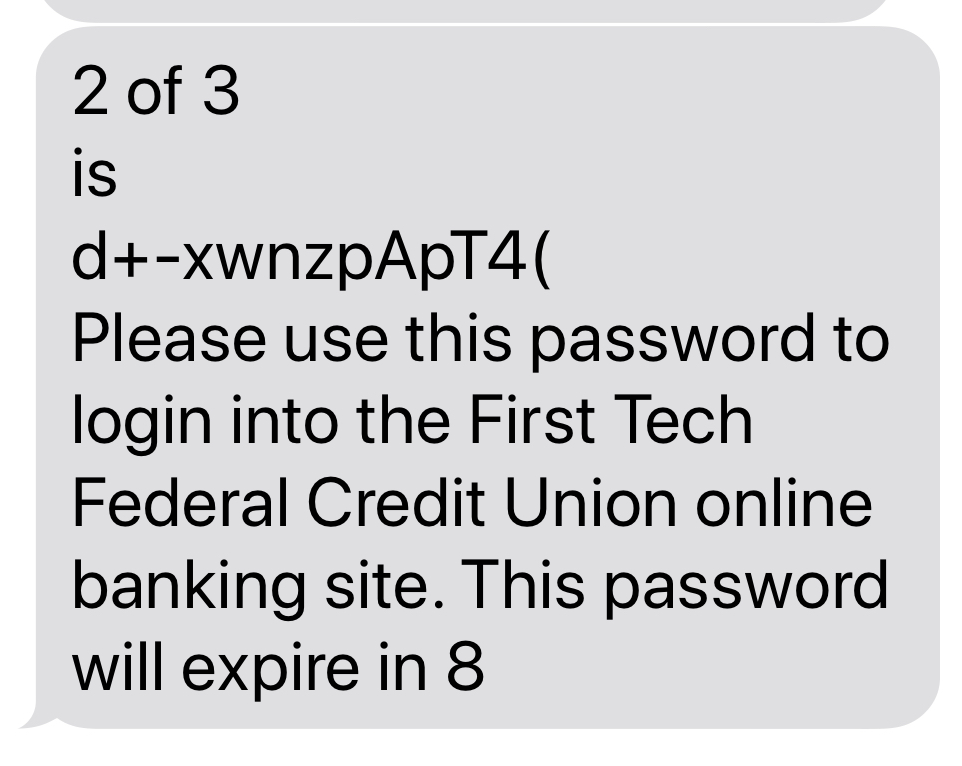 2 of 3
is
d+-xwnzpApT4(
Please use this password to
login into the First Tech
Federal Credit Union online
banking site. This password
will expire in 8